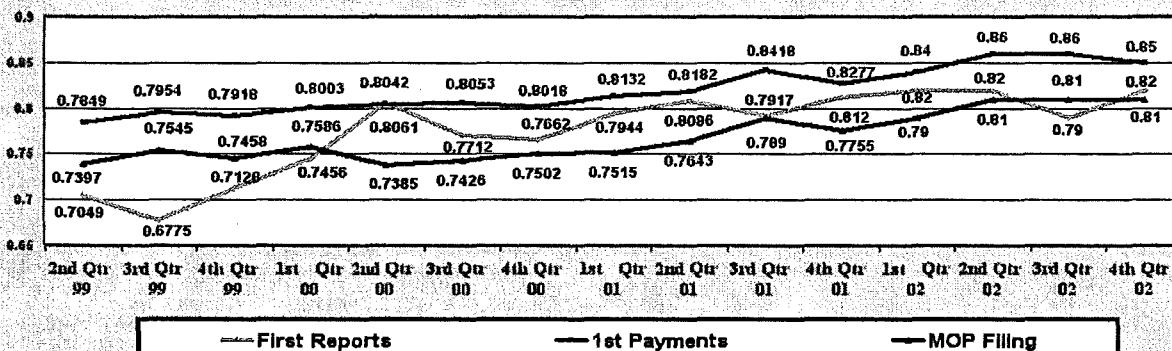 0.9
0.86 0.86 0.85
0.8418 0.84
0.85
0.8132 0.8182 0.8277
0.7849 0.7954 0.7918 0.8003 0.8042 0.8053 0.8018 0.82 0.81 0.82
0.8
0.7545 0.7586 0.8061 0.7662 0.7944 0.8086 0.7917 0.812 0.82 0.81 0.79 0.81
0.7458 0.7712 0.789 0.79
0.75
0.7397 0.7128 0.7456 0.7385 0.7426 0.7502 0.7515 0.7643 0.7755
0.7
0.7049
0.6775
0.65
2nd Qtr 3rd Qtr 4th Qtr 1st Qtr 2nd Qtr 3rd Qtr 4th Qtr 1st Qtr 2nd Qtr 3rd Qtr 4th Qtr 1st Qtr 2nd Qtr 3rd Qtr 4th Qtr
99 99 99 00 00 00 00 01 01 01 01 02 02 02 02
First Reports 1st Payments MOP Filing